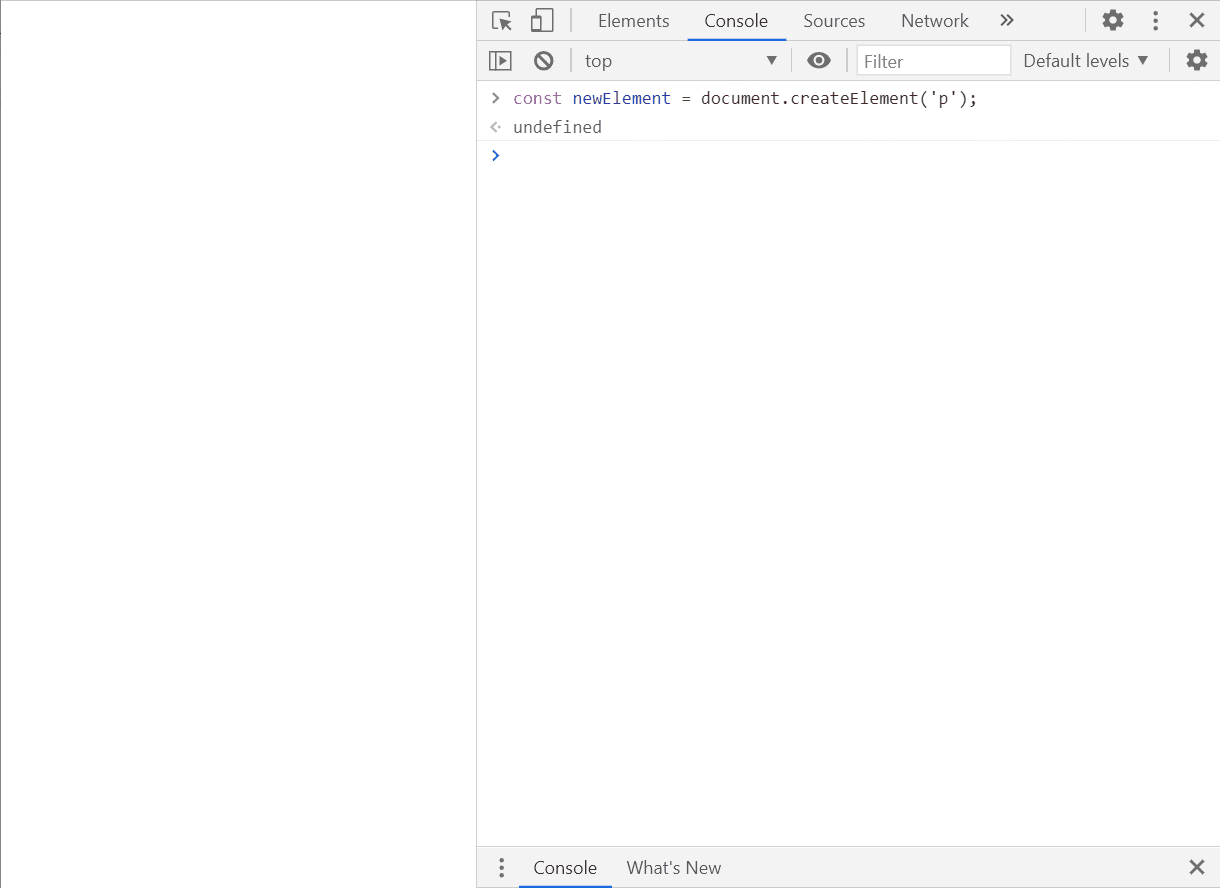 Elements Console Sources Network
top Filter Default levels
const newElement = document.createElement('p');
undefined
Console What's New